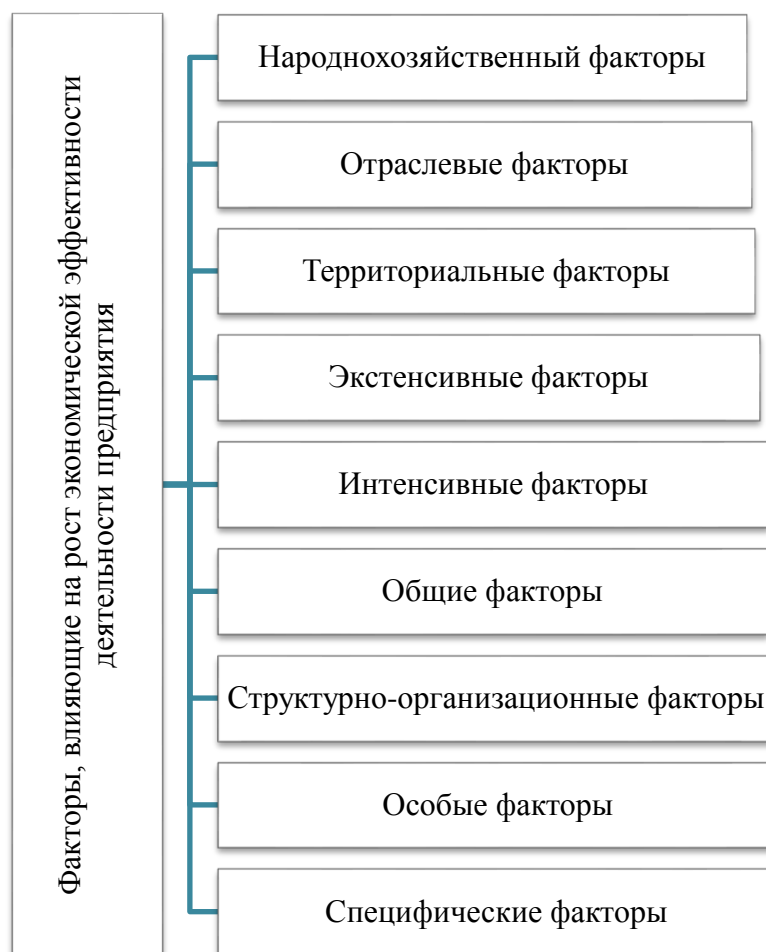 Факторы, влияющие на рост экономической эффективности
деятельности предприятия
Народнохозяйственный факторы
Отраслевые факторы
Территориальные факторы
Экстенсивные факторы
Интенсивные факторы
Общие факторы
Структурно-организационные факторы
Особые факторы
Специфические факторы